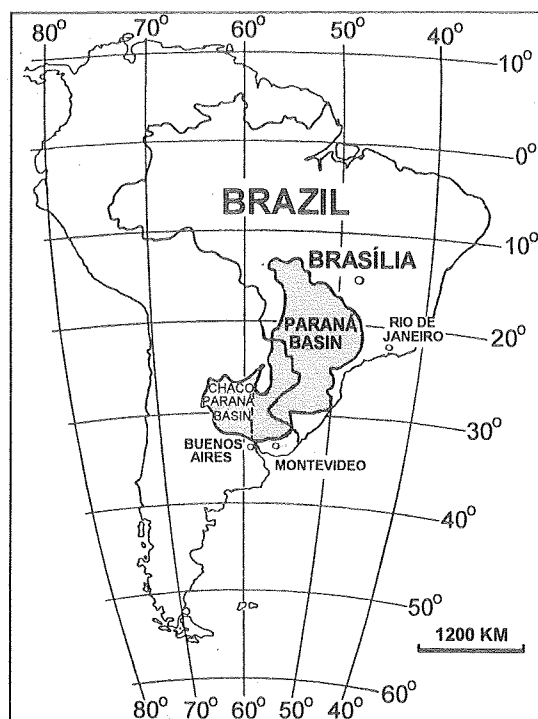 80° 70° 60° 50° 40°
10°
0°
BRAZIL
10°
BRASÍLIA
PARANÁ
BASIN
RIO DE
JANEIRO
20°
CHACO
PARANÁ
BASIN
30°
BUENOS
AIRES
MONTEVIDEO
40°
50°
1200 KM
60°
80° 70° 60° 50° 40°